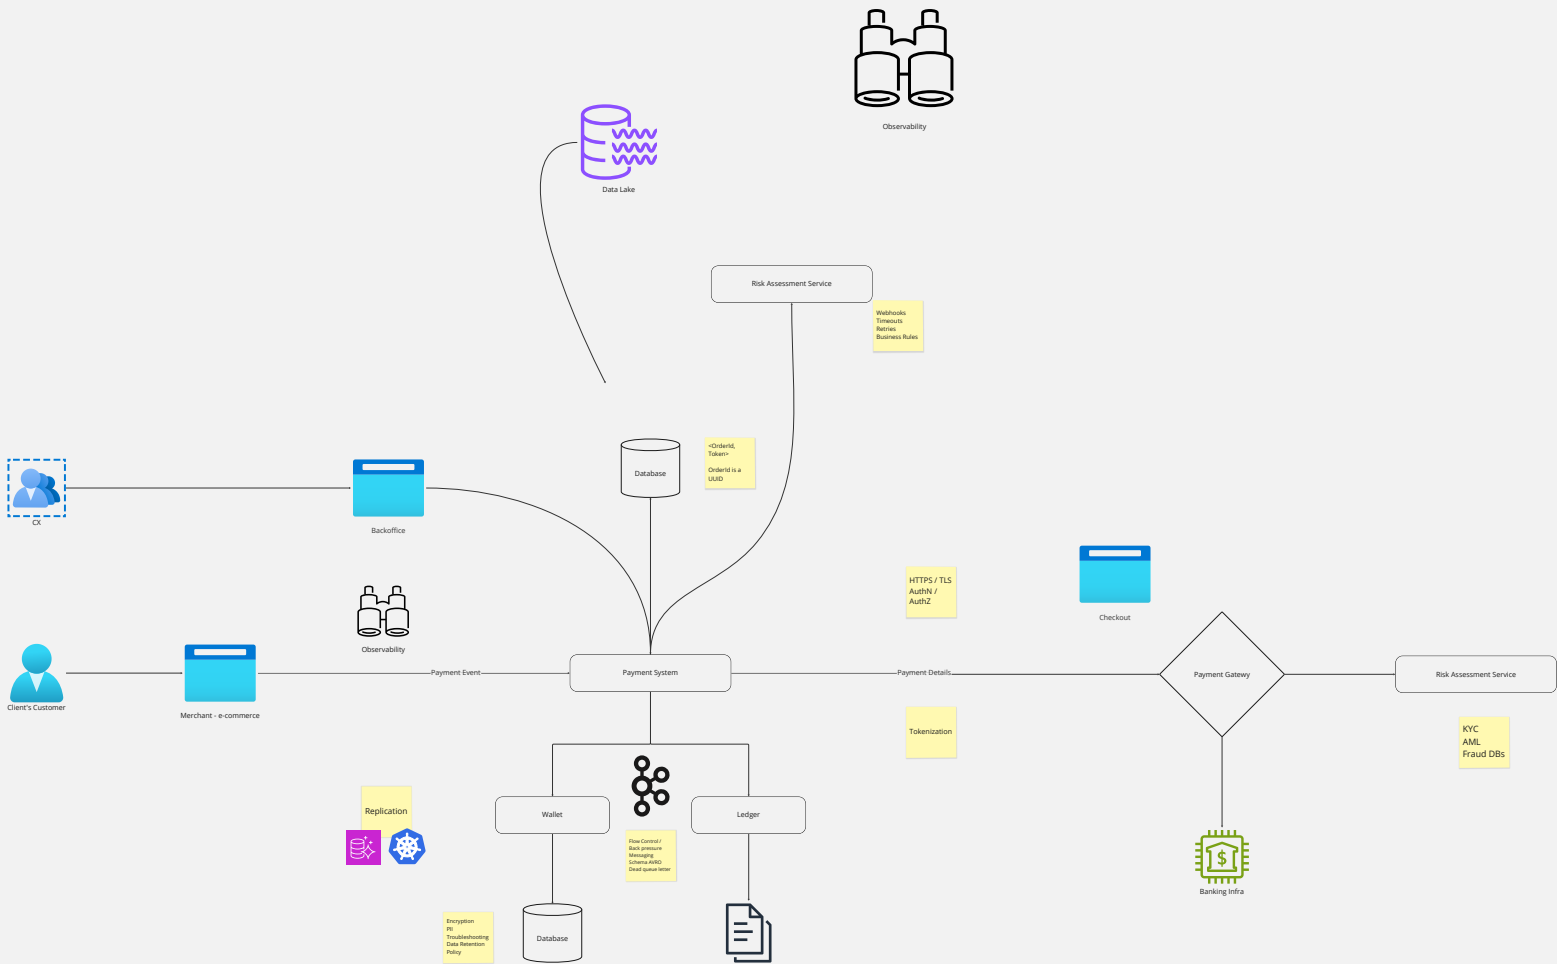 Observability
Data Lake
Risk Assessment Service
Webhooks
Timeouts
Retries
Business Rules
<OrderId,
Token>
OrderId is a
UUID
Database
CX
Backoffice
HTTPS / TLS
AuthN /
AuthZ
Checkout
Observability
Client's Customer
Merchant - e-commerce
Payment Event
Payment System
Payment Details
Payment Gatewy
Risk Assessment Service
Tokenization
KYC
AML
Fraud DBs
Replication
Wallet
Ledger
Flow Control /
Back pressure
Messaging
Schema AVRO
Dead queue letter
$
Banking Infra
Encryption
PII
Troubleshooting
Data Retention
Policy
Database